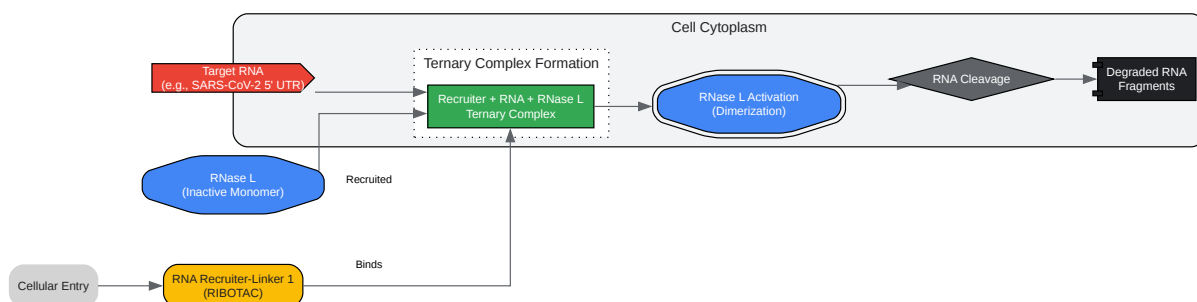 Cell Cytoplasm
Target RNA
(e.g., SARS-CoV-2 5' UTR)
Ternary Complex Formation
Recruiter + RNA + RNase L
Ternary Complex
RNase L Activation
(Dimerization)
RNA Cleavage
Degraded RNA
Fragments
RNase L
(Inactive Monomer)
Recruited
Binds
Cellular Entry
RNA Recruiter-Linker 1
(RIBOTAC)